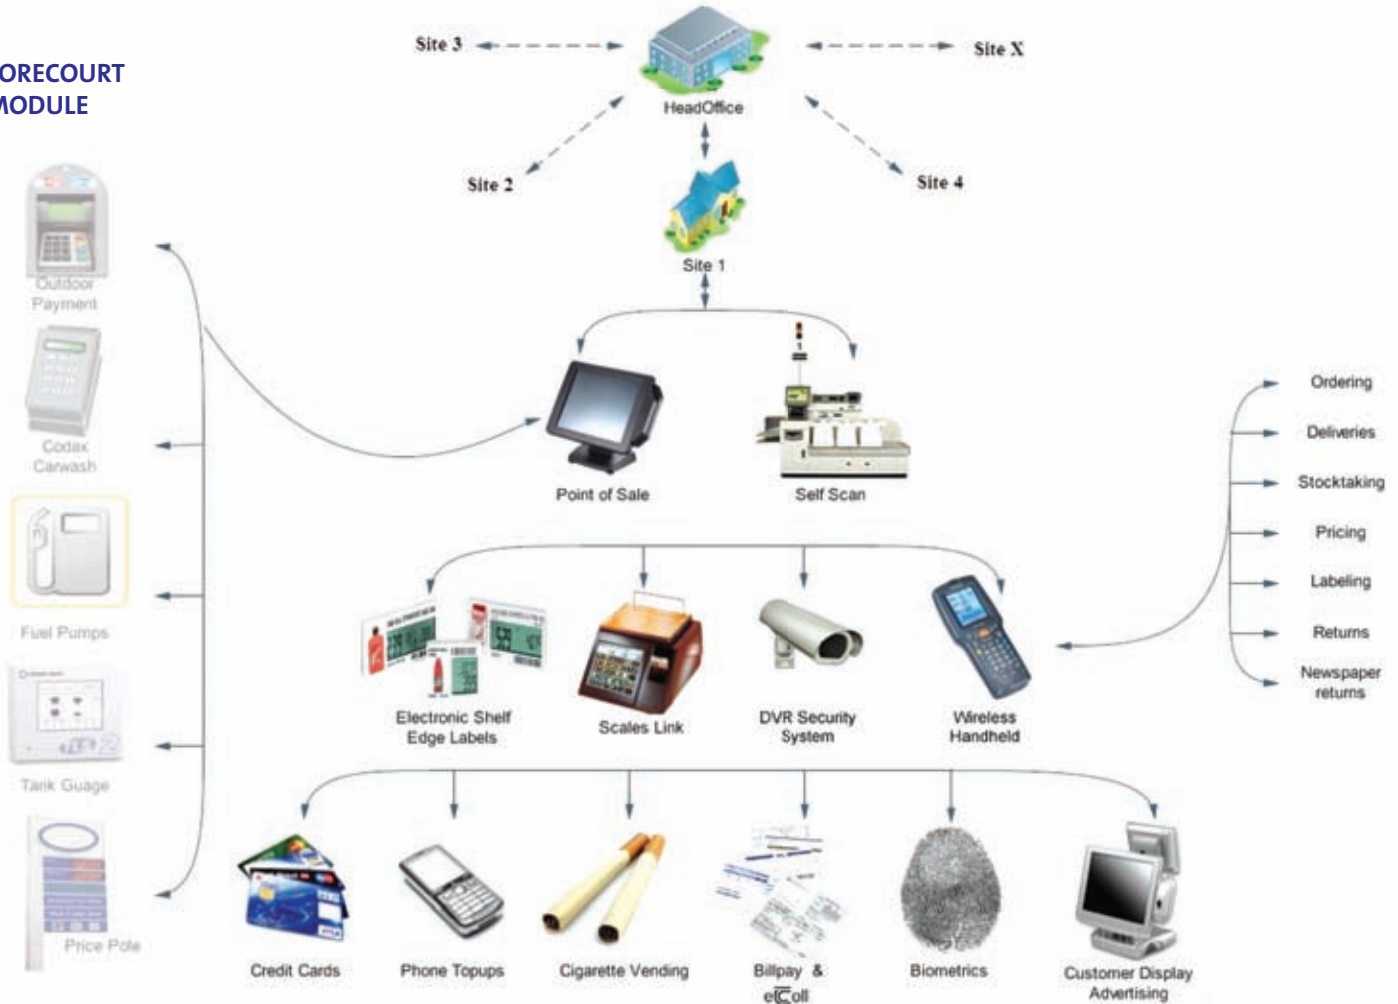 Site 3
Site X
ORECOURT
MODULE
HeadOffice
Site 2
Site 4
Site 1
Outdoor
Payment
Codax
Carwash
Fuel Pumps
Tank Guage
Price Pole
Point of Sale
Self Scan
Ordering
Deliveries
Stocktaking
Pricing
Labeling
Returns
Newspaper
returns
Electronic Shelf
Edge Labels
Scales Link
DVR Security
System
Wireless
Handheld
Credit Cards
Phone Topups
Cigarette Vending
Billpay &
Biometrics
Customer Display
Advertising
VISA